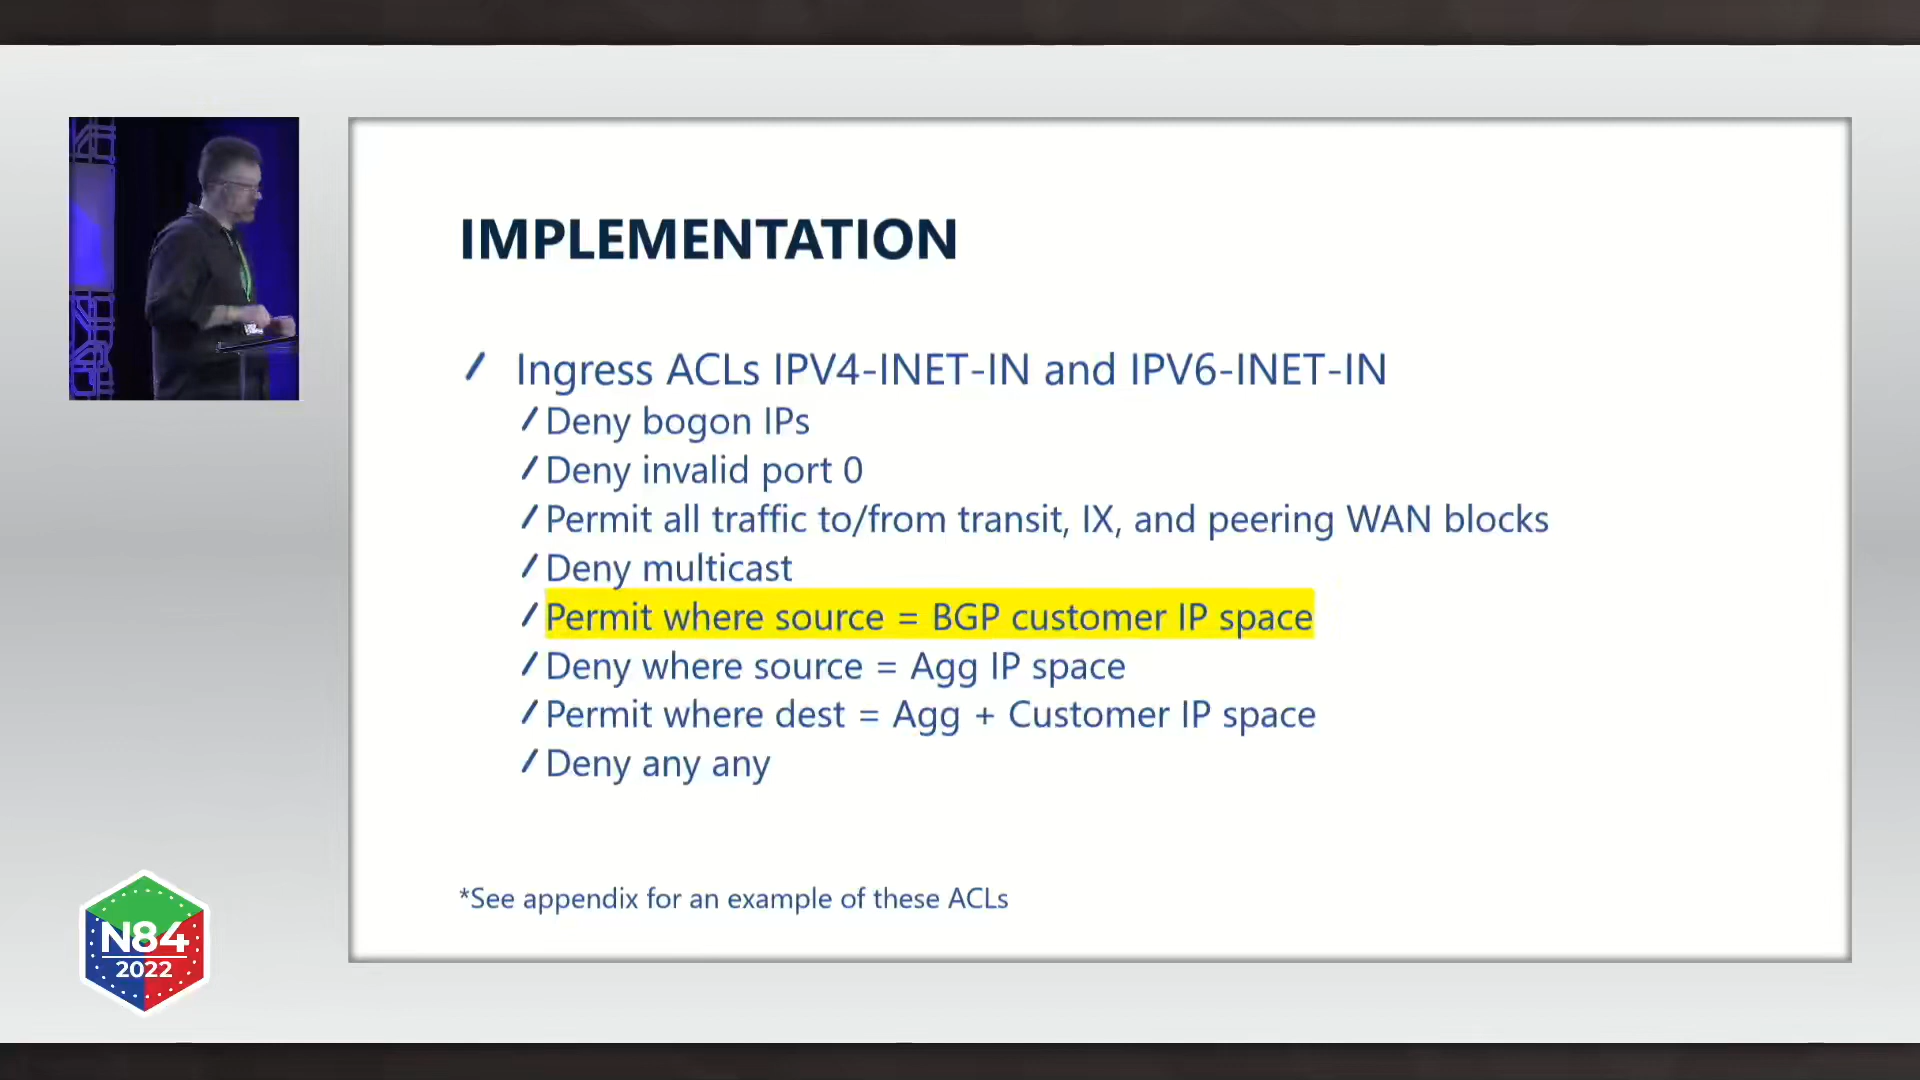 IMPLEMENTATION
Ingress ACLs IPV4-INET-IN and IPV6-INET-IN
Deny bogon IPs
Deny invalid port 0
Permit all traffic to/from transit, IX, and peering WAN blocks
Deny multicast
Permit where source = BGP customer IP space
Deny where source = Agg IP space
Permit where dest = Agg + Customer IP space
Deny any any
*See appendix for an example of these ACLs
N84
2022